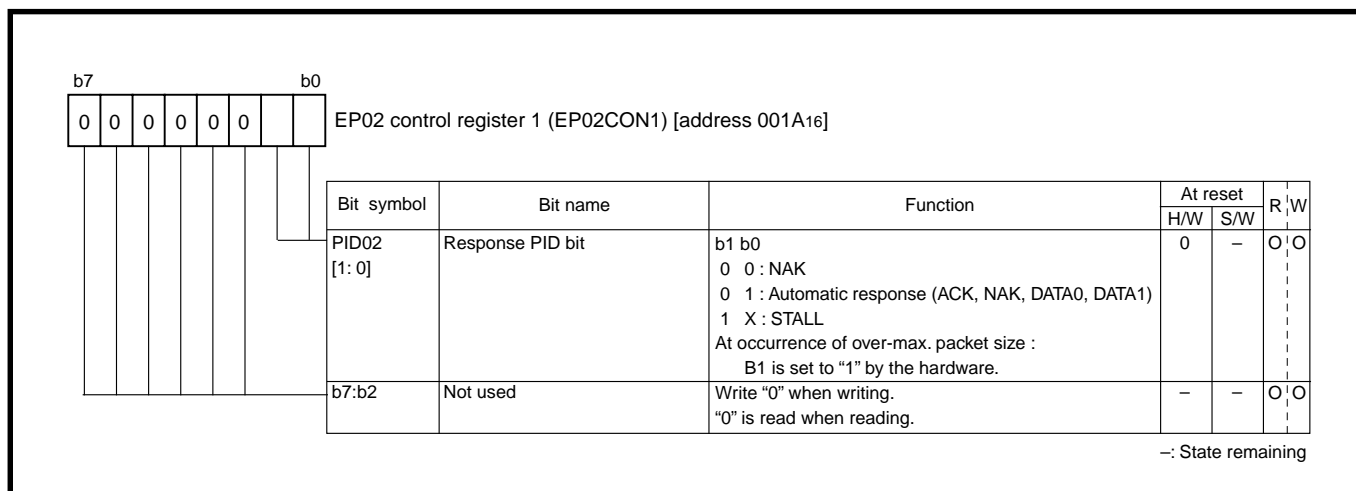 b7 b0
0 0 0 0 0 0 EP02 control register 1 (EP02CON1) [address 001A16]
Bit symbol Bit name Function At reset R W
H/W S/W
PID02 Response PID bit b1 b0 0 – O O
[1: 0] 0 0 : NAK
0 1 : Automatic response (ACK, NAK, DATA0, DATA1)
1 X : STALL
At occurrence of over-max. packet size :
B1 is set to “1” by the hardware.
b7:b2 Not used Write “0” when writing. – – O O
“0” is read when reading.
–: State remaining